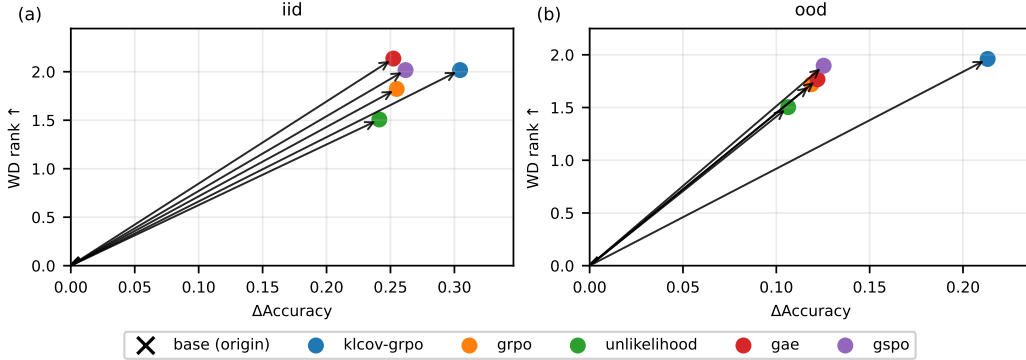 (a) iid
WD rank ↑
2.0
1.5
1.0
0.5
0.0
0.00 0.05 0.10 0.15 0.20 0.25 0.30
ΔAccuracy
(b) ood
WD rank ↑
2.0
1.5
1.0
0.5
0.0
0.00 0.05 0.10 0.15 0.20
ΔAccuracy
base (origin) klcov-grpo grpo unlikelihood gae gspo